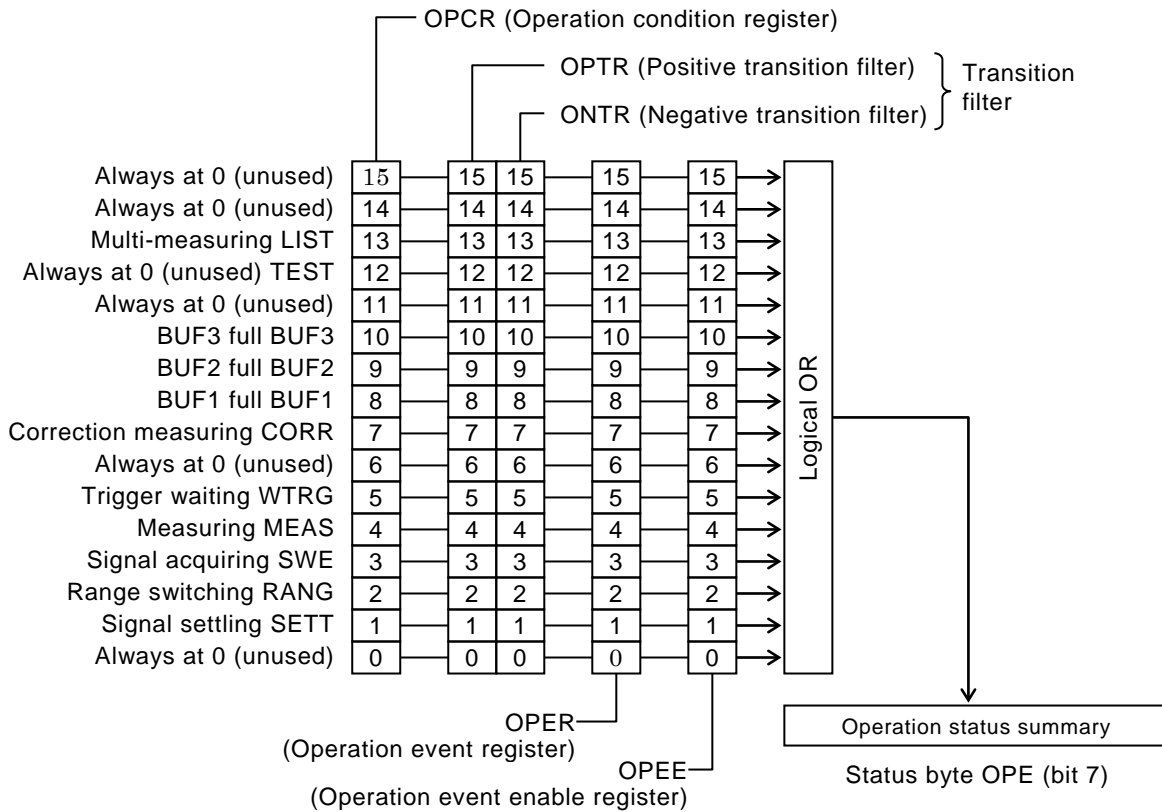 OPCR (Operation condition register)
OPTR (Positive transition filter)
ONTR (Negative transition filter)
Transition
filter
Always at 0 (unused) 15 15 15 15 15
Always at 0 (unused) 14 14 14 14 14
Multi-measuring LIST 13 13 13 13 13
Always at 0 (unused) TEST 12 12 12 12 12
Always at 0 (unused) 11 11 11 11 11
BUF3 full BUF3 10 10 10 10 10
BUF2 full BUF2 9 9 9 9 9
BUF1 full BUF1 8 8 8 8 8
Correction measuring CORR 7 7 7 7 7
Always at 0 (unused) 6 6 6 6 6
Trigger waiting WTRG 5 5 5 5 5
Measuring MEAS 4 4 4 4 4
Signal acquiring SWE 3 3 3 3 3
Range switching RANG 2 2 2 2 2
Signal settling SETT 1 1 1 1 1
Always at 0 (unused) 0 0 0 0 0
Logical OR
OPER
(Operation event register)
OPEE
(Operation event enable register)
Operation status summary
Status byte OPE (bit 7)